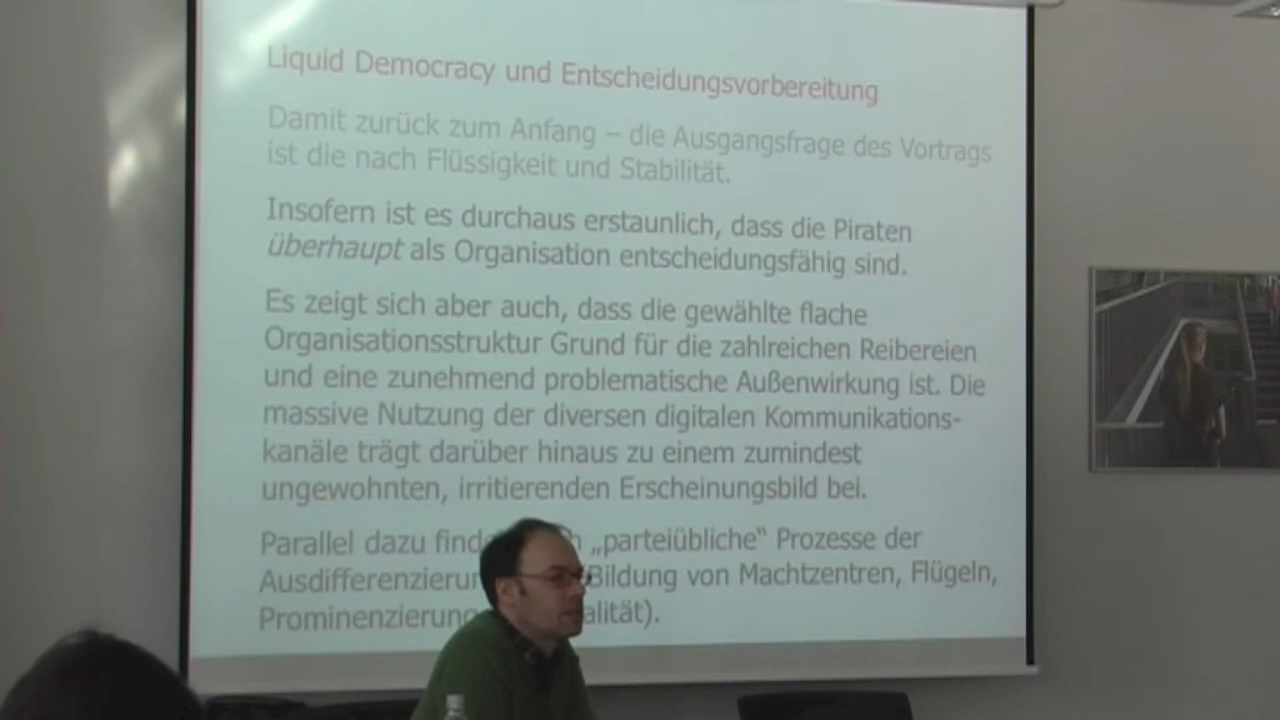 Liquid Democracy und Entscheidungsvorbereitung
Damit zurück zum Anfang – die Ausgangsfrage des Vortrags
ist die nach Flüssigkeit und Stabilität.
Insofern ist es durchaus erstaunlich, dass die Piraten
überhaupt als Organisation entscheidungsfähig sind.
Es zeigt sich aber auch, dass die gewählte flache
Organisationsstruktur Grund für die zahlreichen Reibereien
und eine zunehmend problematische Außenwirkung ist. Die
massive Nutzung der diversen digitalen Kommunikations-
kanäle trägt darüber hinaus zu einem zumindest
ungewohnten, irritierenden Erscheinungsbild bei.
Parallel dazu „parteiübliche“ Prozesse der
Bildung von Machtzentren, Flügeln,